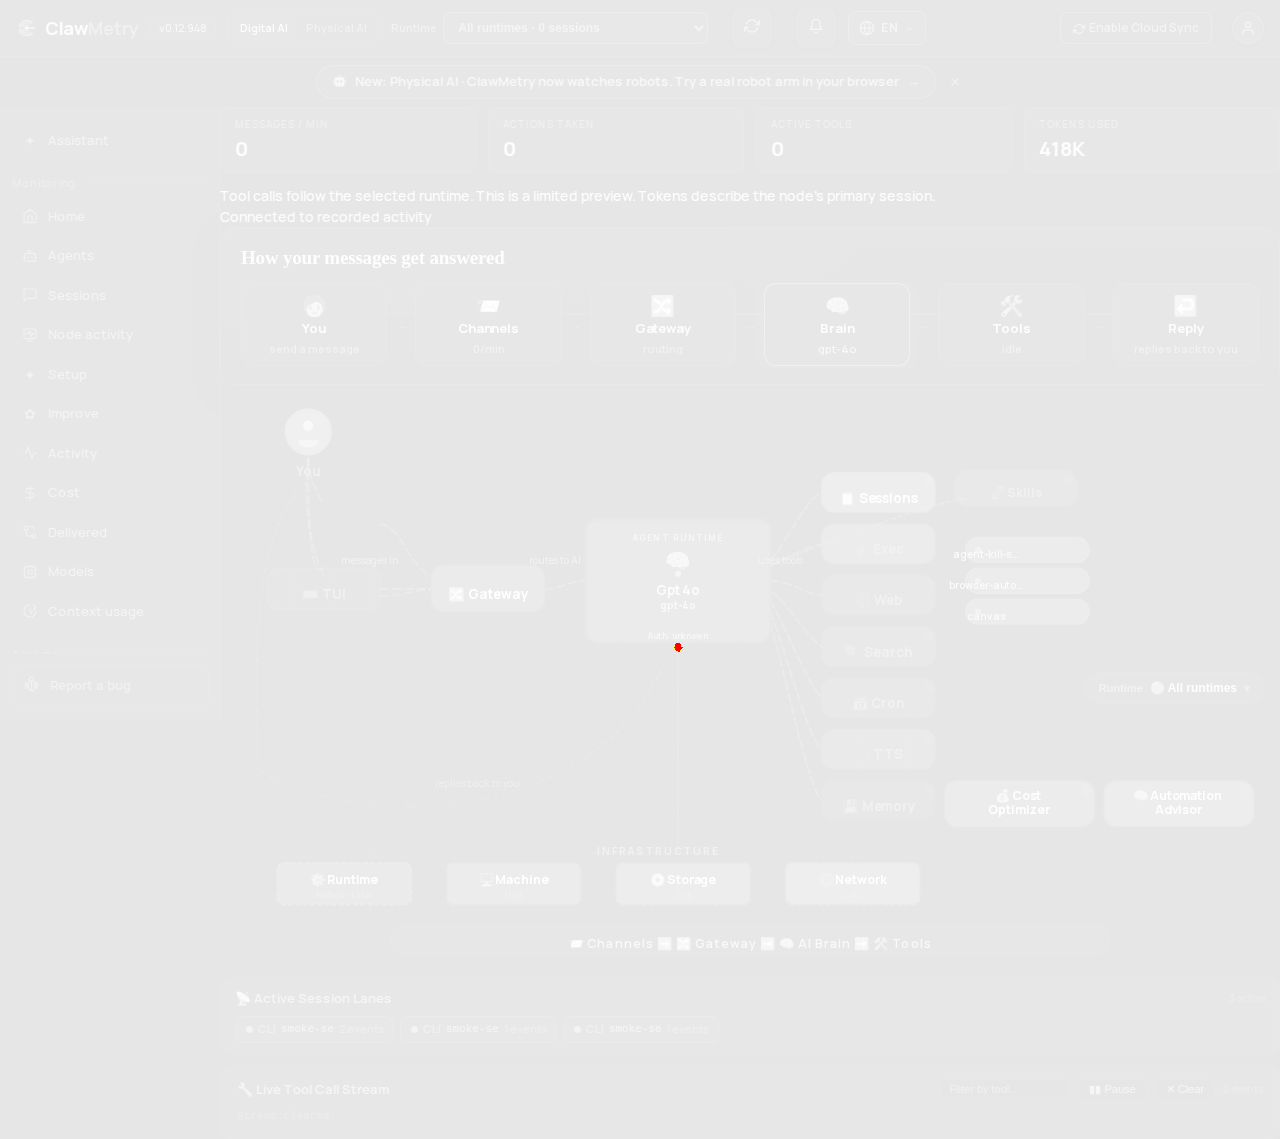 ClawMetry v0.12.948 Digital AI Physical AI Runtime All runtimes - 0 sessions EN Enable Cloud Sync
New: Physical AI · ClawMetry now watches robots. Try a real robot arm in your browser → ×
MESSAGES / MIN ACTIONS TAKEN ACTIVE TOOLS TOKENS USED
0 0 0 418K
Assistant
Monitoring
Home
Agents
Sessions
Node activity
Setup
Improve
Activity
Cost
Delivered
Models
Context usage
Report a bug
Tool calls follow the selected runtime. This is a limited preview. Tokens describe the node's primary session.
Connected to recorded activity
How your messages get answered
You Channels Gateway Brain Tools Reply
send a message 0/min routing gpt-4o idle replies back to you
You
messages in
TUI
Gateway
routes to AI
AGENT RUNTIME
Gpt 4o
gpt-4o
Auth: unknown
uses tools
Sessions
Exec
Web
Search
Cron
TTS
Memory
Skills
agent-kill-s…
browser-auto…
canvas
Runtime All runtimes ▾
replies back to you
Cost Optimizer
Automation Advisor
INFRASTRUCTURE
Runtime Machine Storage Network
Channels ➡ Gateway ➡ AI Brain ➡ Tools
Active Session Lanes
CLI smoke-se 2 events CLI smoke-se 1 events CLI smoke-se 1 events
Live Tool Call Stream Filter by tool... Pause ✕ Clear